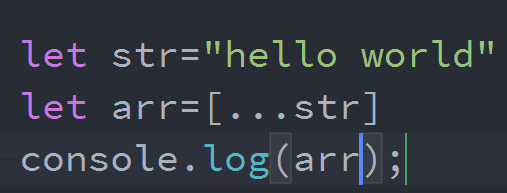 let str="hello world"
let arr=[...str]
console.log(arr);